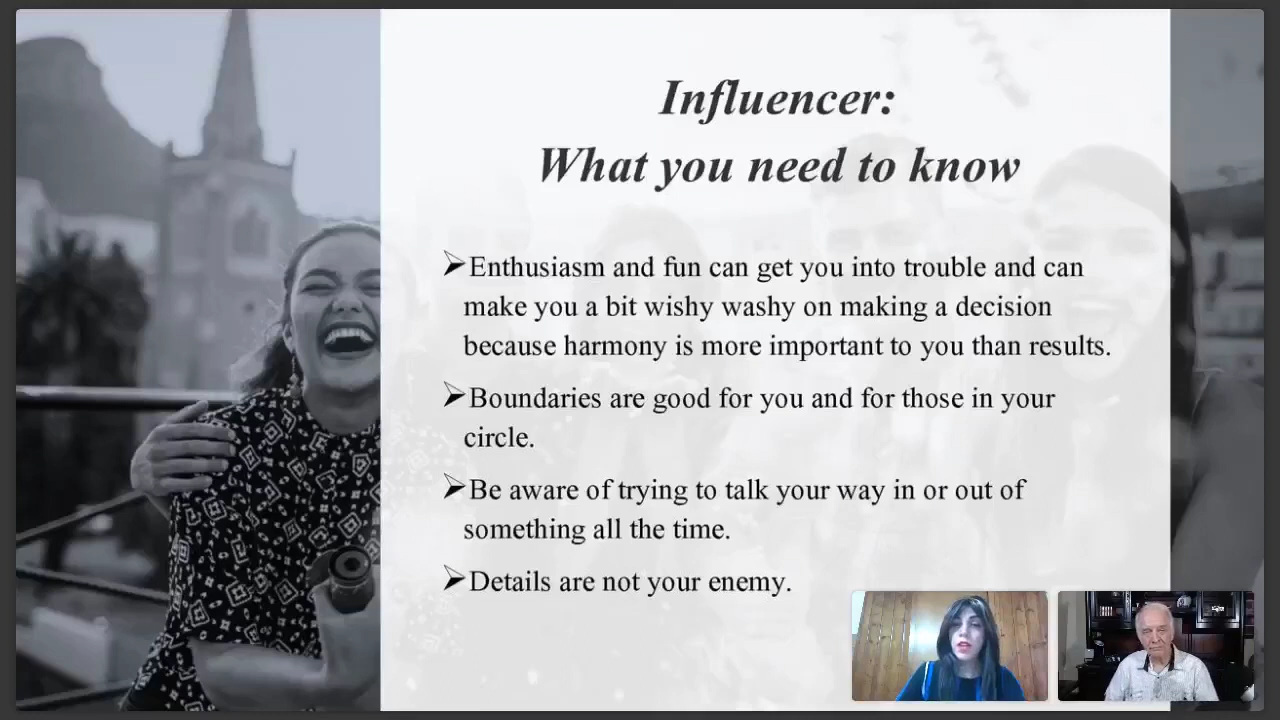 Influencer:
What you need to know
➢Enthusiasm and fun can get you into trouble and can
make you a bit wishy washy on making a decision
because harmony is more important to you than results.
➢Boundaries are good for you and for those in your
circle.
➢Be aware of trying to talk your way in or out of
something all the time.
➢Details are not your enemy.